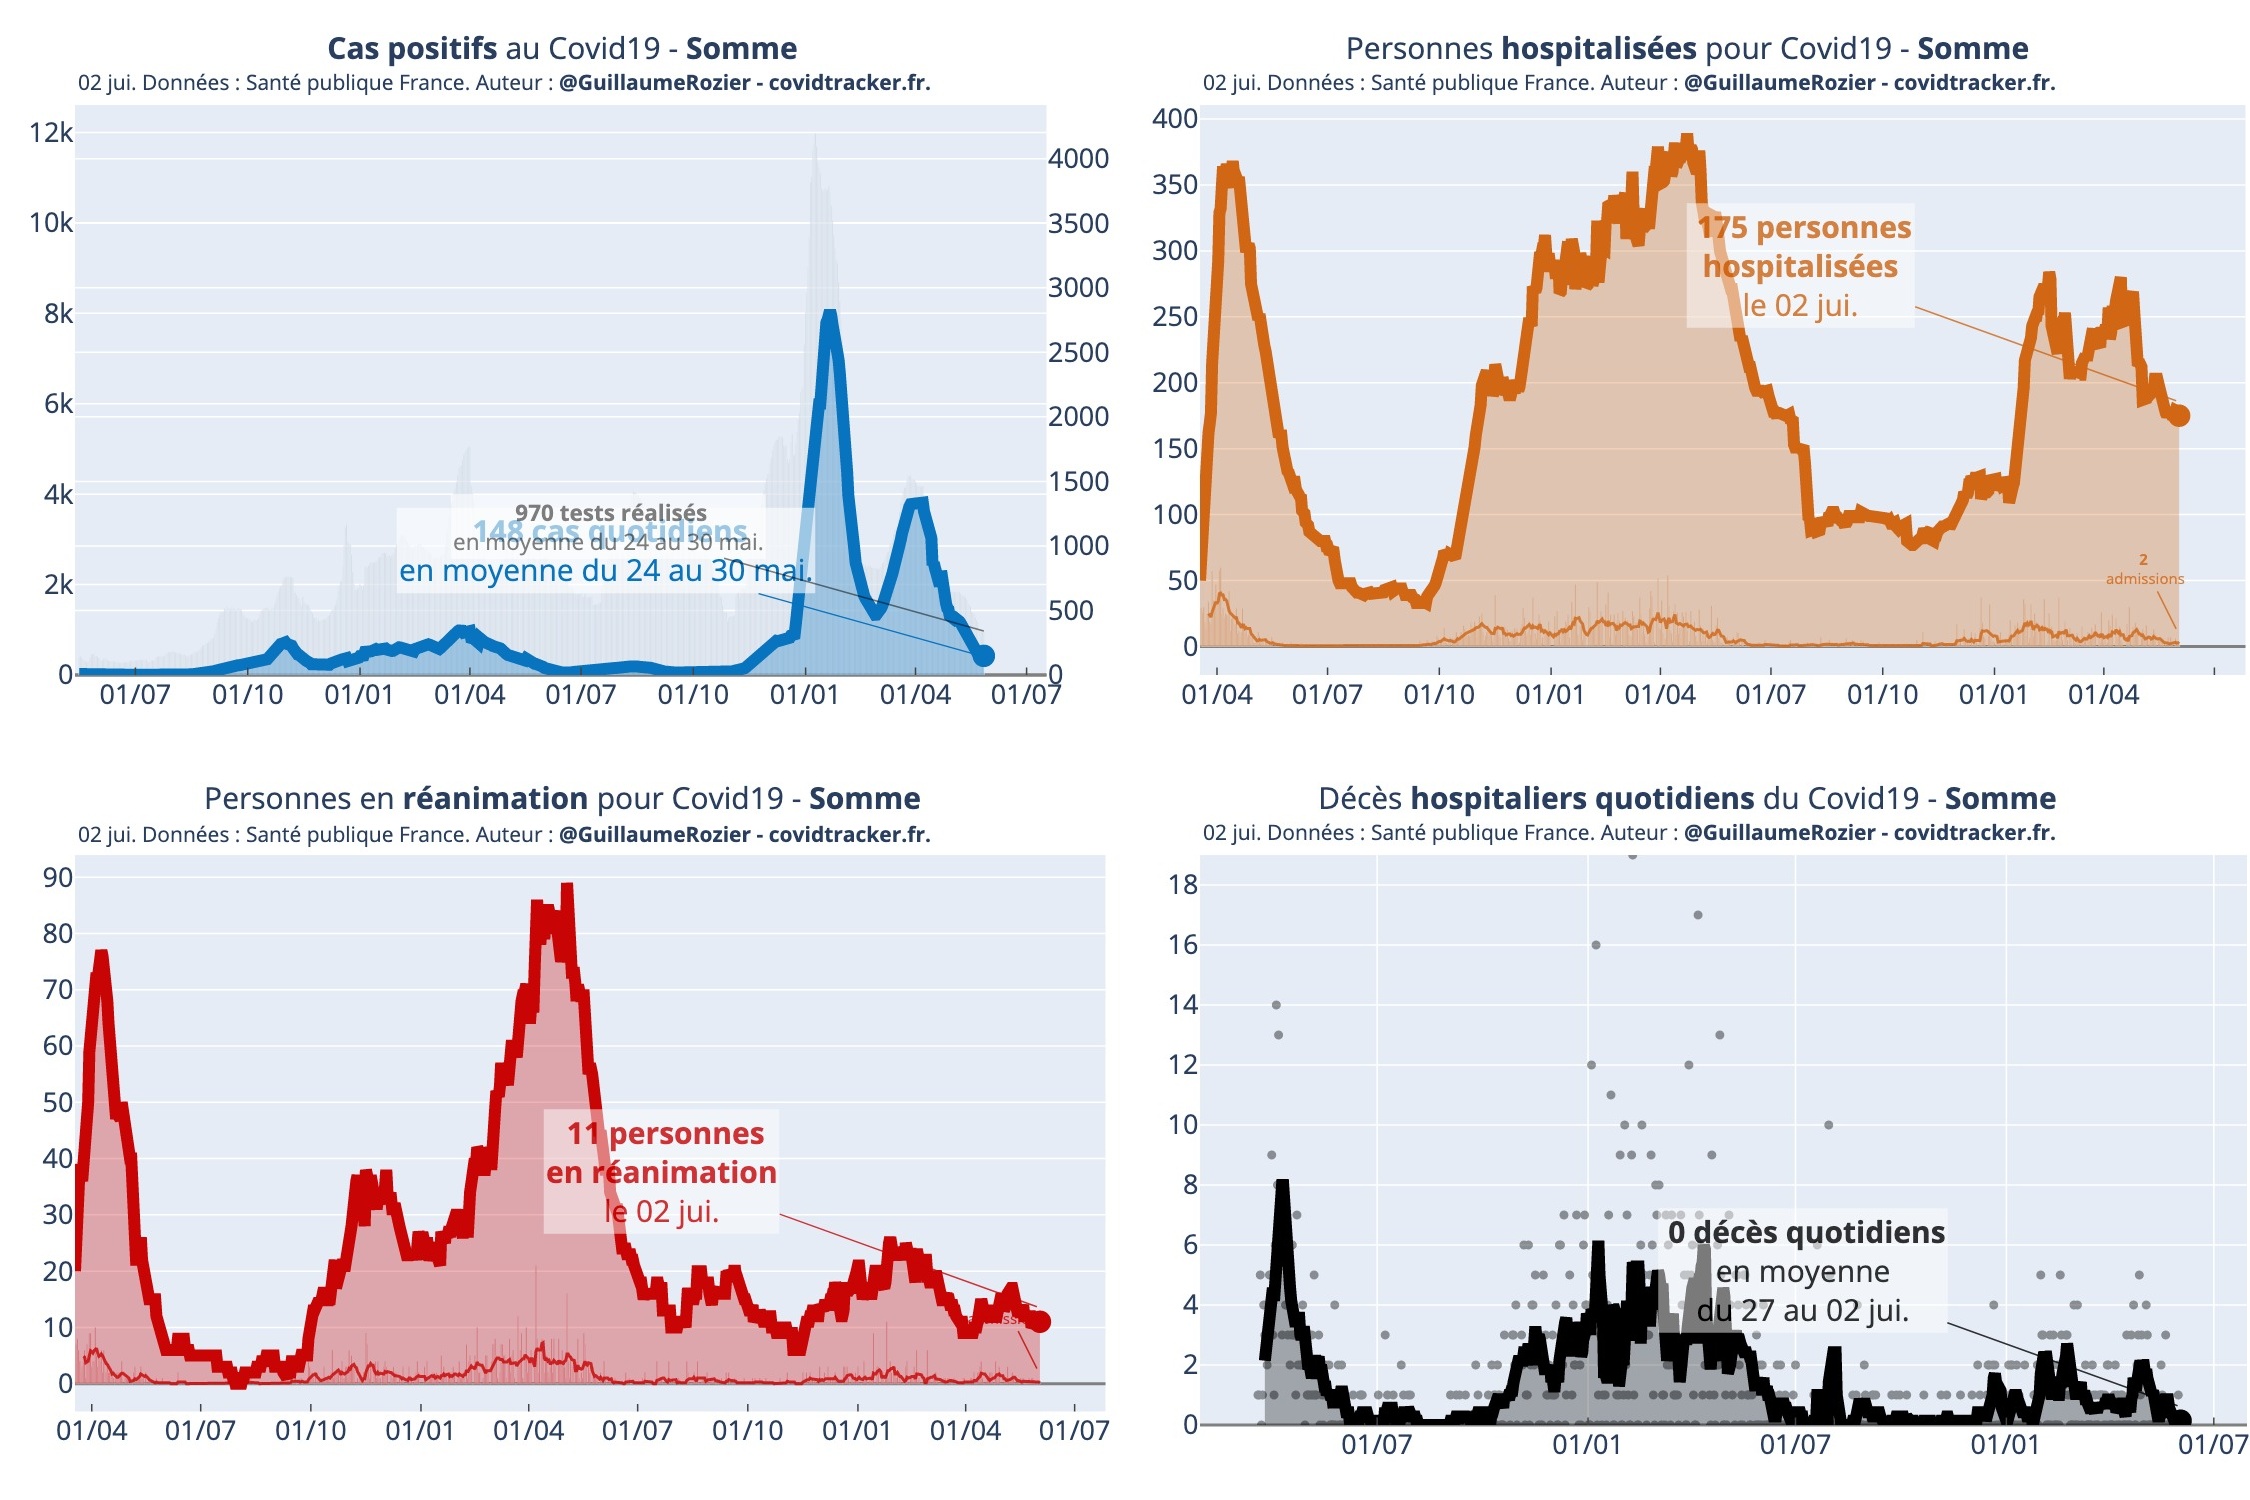 Cas positifs au Covid19 - Somme
02 jui. Données : Santé publique France. Auteur : @GuillaumeRozier - covidtracker.fr.
12k
10k
8k
6k
4k
2k
0
4000
3500
3000
2500
2000
1500
1000
500
0
970 tests réalisés
en moyenne du 24 au 30 mai.
148 cas quotidiens
en moyenne du 24 au 30 mai.
01/07 01/10 01/01 01/04 01/07 01/10 01/01 01/04 01/07
Personnes hospitalisées pour Covid19 - Somme
02 jui. Données : Santé publique France. Auteur : @GuillaumeRozier - covidtracker.fr.
400
350
300
250
200
150
100
50
0
175 personnes
hospitalisées
le 02 jui.
2
admissions
01/04 01/07 01/10 01/01 01/04 01/07 01/10 01/01 01/04
Personnes en réanimation pour Covid19 - Somme
02 jui. Données : Santé publique France. Auteur : @GuillaumeRozier - covidtracker.fr.
90
80
70
60
50
40
30
20
10
0
11 personnes
en réanimation
le 02 jui.
01/04 01/07 01/10 01/01 01/04 01/07 01/10 01/01 01/04 01/07
Décès hospitaliers quotidiens du Covid19 - Somme
02 jui. Données : Santé publique France. Auteur : @GuillaumeRozier - covidtracker.fr.
18
16
14
12
10
8
6
4
2
0
0 décès quotidiens
en moyenne
du 27 au 02 jui.
01/07 01/01 01/07 01/01 01/07